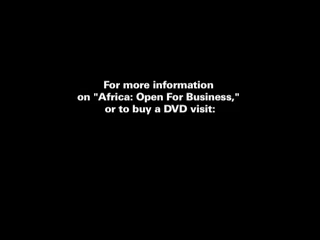 For more information
on "Africa: Open For Business,"
or to buy a DVD visit: